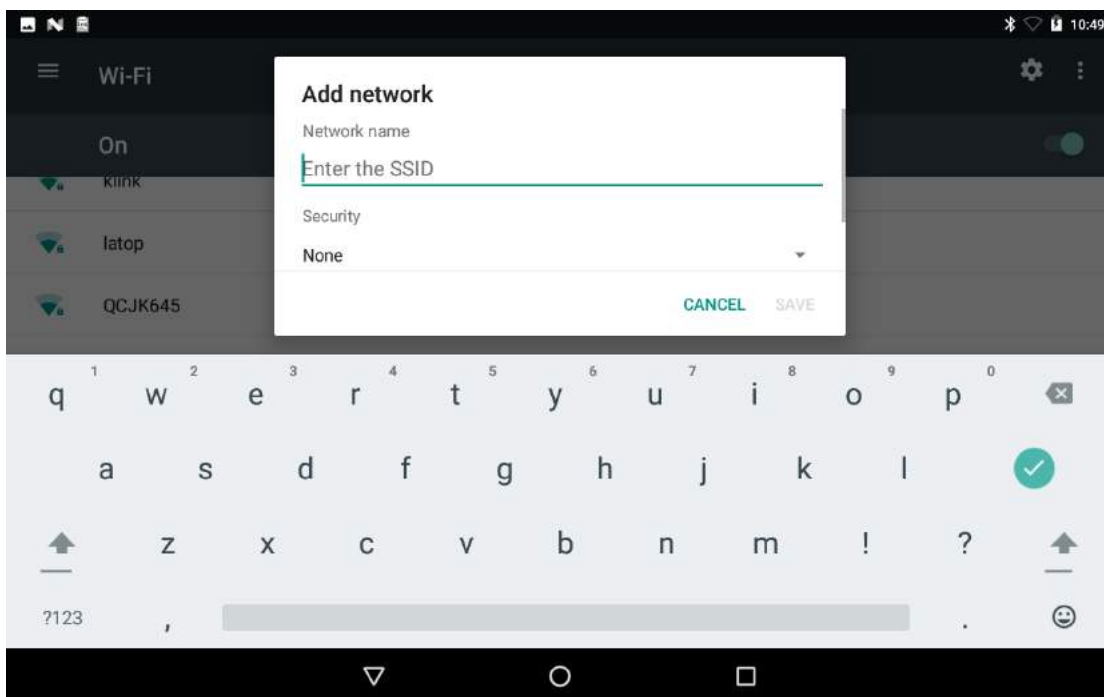 10:49
Wi-Fi
Add network
Network name
On
Enter the SSID
klink
Security
latop
None
QCJK645
CANCEL SAVE
1 2 3 4 5 6 7 8 9 0
q w e r t y u i o p
a s d f g h j k l
z x c v b n m ! ?
?123 , .